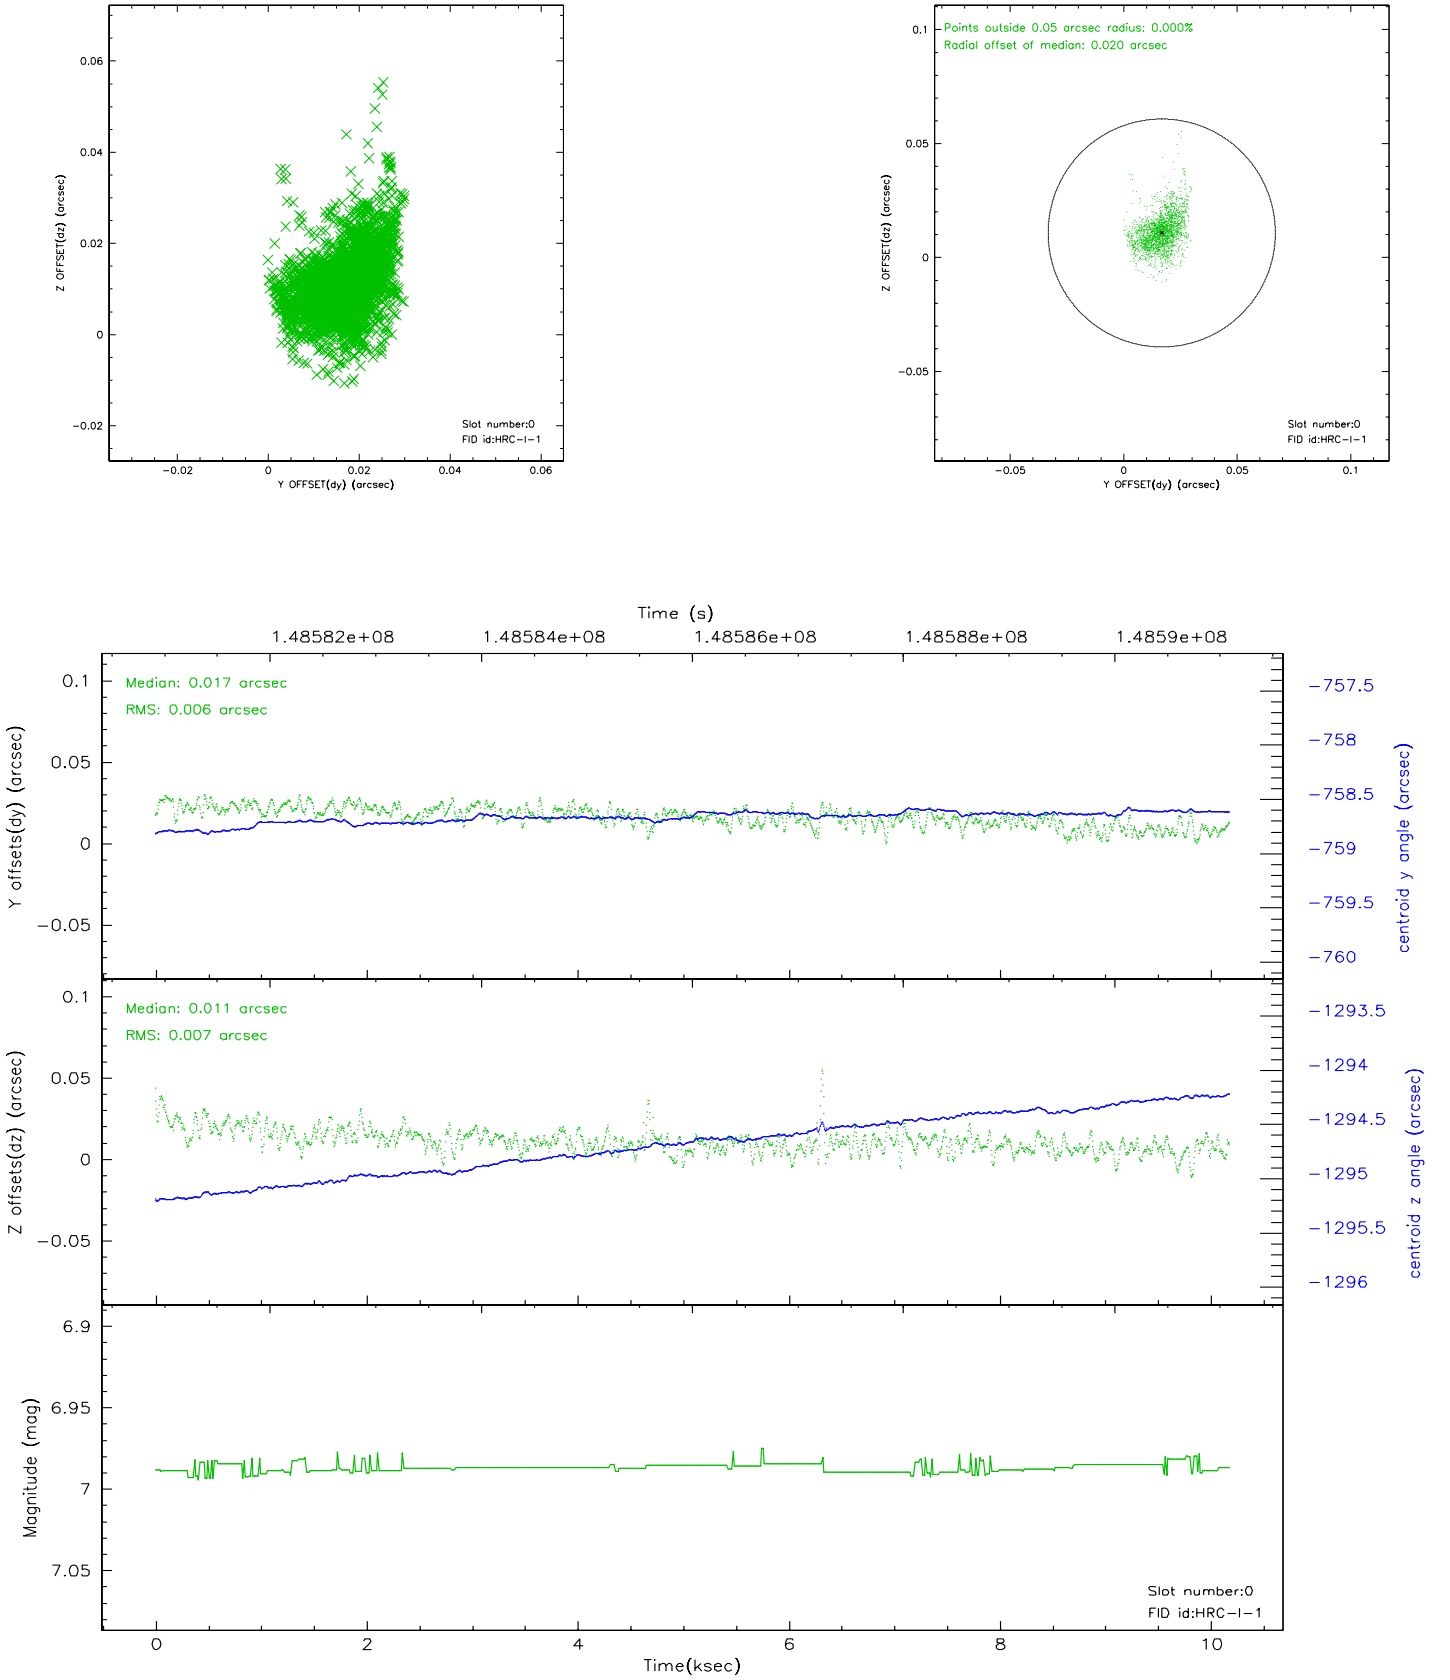 0.06
0.04
0.02
0
−0.02
Z OFFSET(dz) (arcsec)
Slot number:0
FID id:HRC−I−1
−0.02 0 0.02 0.04 0.06
Y OFFSET(dy) (arcsec)
Points outside 0.05 arcsec radius: 0.000%
Radial offset of median: 0.020 arcsec
0.1
0.05
0
−0.05
Z OFFSET(dz) (arcsec)
Slot number:0
FID id:HRC−I−1
−0.05 0 0.05 0.1
Y OFFSET(dy) (arcsec)
Time (s)
1.48582e+08 1.48584e+08 1.48586e+08 1.48588e+08 1.4859e+08
Median: 0.017 arcsec
RMS: 0.006 arcsec
0.1
0.05
0
−0.05
Y offsets(dy) (arcsec)
−757.5
−758
−758.5
−759
−759.5
−760
centroid y angle (arcsec)
Median: 0.011 arcsec
RMS: 0.007 arcsec
0.1
0.05
0
−0.05
Z offsets(dz) (arcsec)
−1293.5
−1294
−1294.5
−1295
−1295.5
−1296
centroid z angle (arcsec)
6.9
6.95
7
7.05
Magnitude (mag)
Slot number:0
FID id:HRC−I−1
0 2 4 6 8 10
Time(ksec)